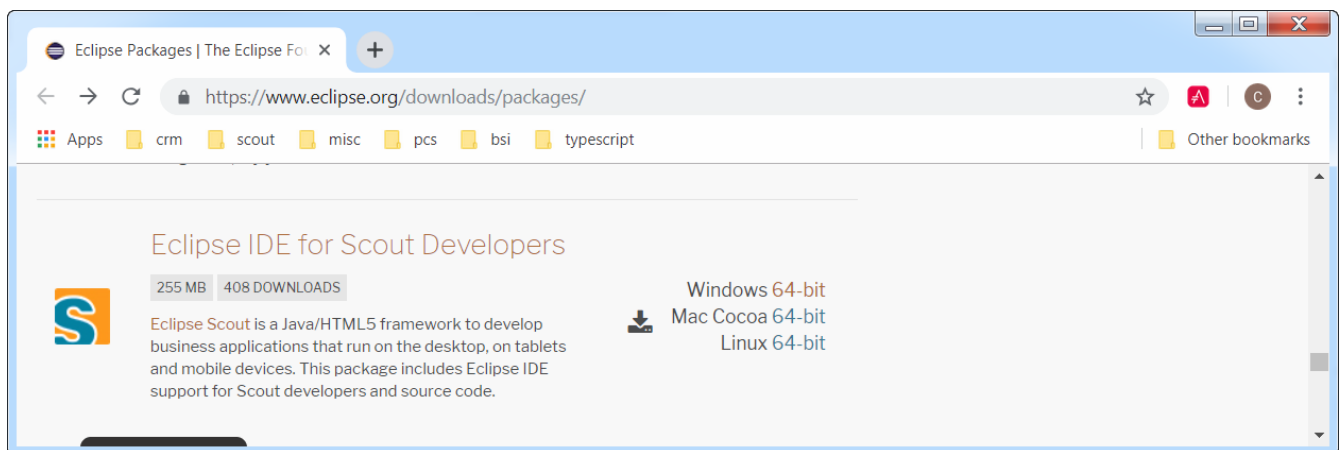 Eclipse Packages | The Eclipse Fo
https://www.eclipse.org/downloads/packages/
C
Apps crm scout misc pcs bsi typescript Other bookmarks
Eclipse IDE for Scout Developers
255 MB 408 DOWNLOADS
Eclipse Scout is a Java/HTML5 framework to develop
business applications that run on the desktop, on tablets
and mobile devices. This package includes Eclipse IDE
support for Scout developers and source code.
Windows 64-bit
Mac Cocoa 64-bit
Linux 64-bit